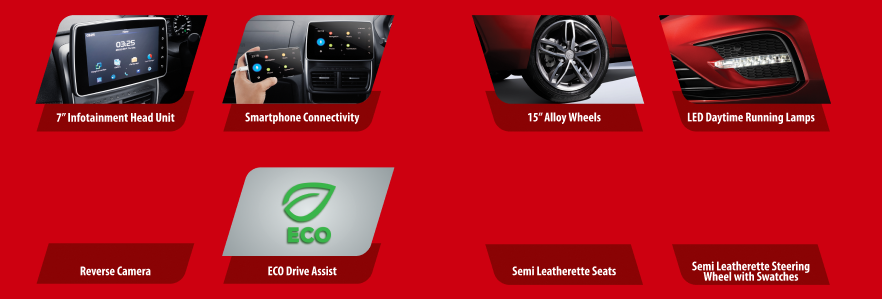 03:25
7” Infotainment Head Unit
Smartphone Connectivity
15” Alloy Wheels
LED Daytime Running Lamps
ECO
Reverse Camera
ECO Drive Assist
Semi Leatherette Seats
Semi Leatherette Steering
Wheel with Swatches